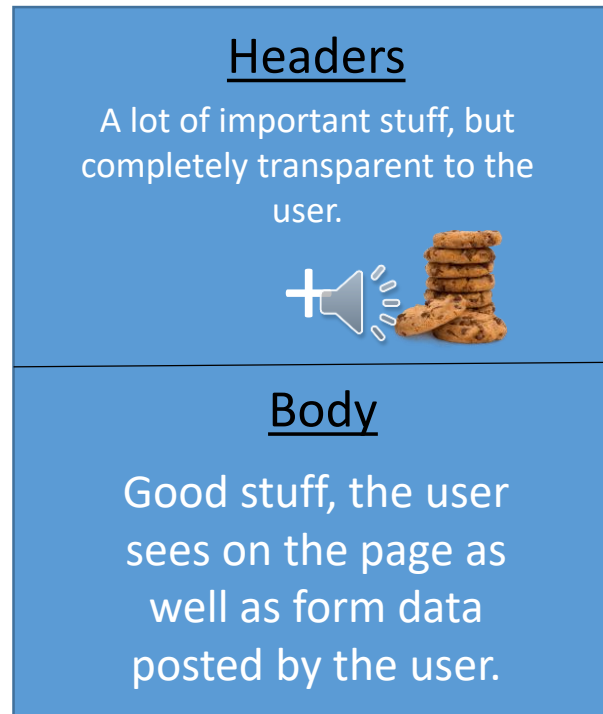 Headers
A lot of important stuff, but
completely transparent to the
user.
+
Body
Good stuff, the user
sees on the page as
well as form data
posted by the user.